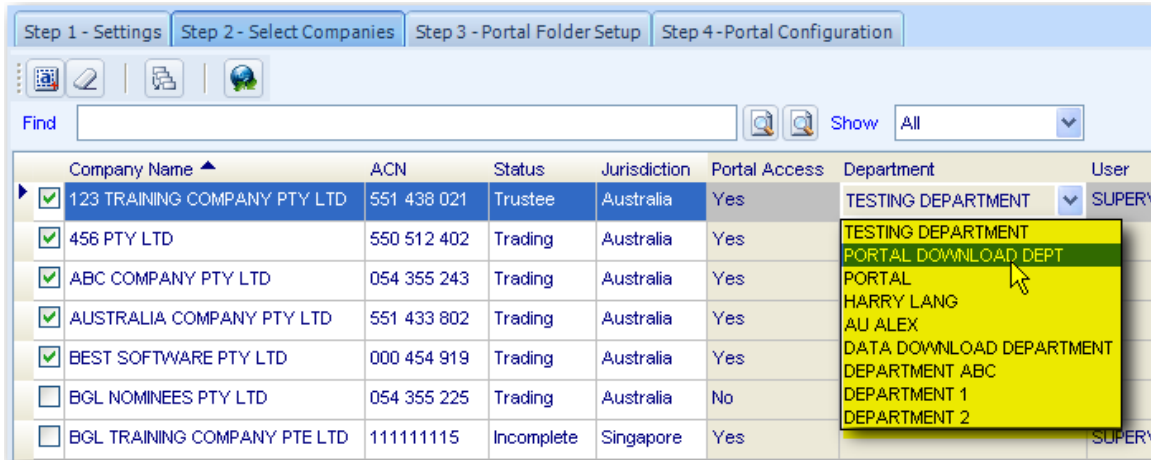 Step 1 - Settings Step 2 - Select Companies Step 3 - Portal Folder Setup Step 4 -Portal Configuration
Find Show All
Company Name ACN Status Jurisdiction Portal Access Department User
123 TRAINING COMPANY PTY LTD 551 438 021 Trustee Australia Yes TESTING DEPARTMENT SUPERV
456 PTY LTD 550 512 402 Trading Australia Yes TESTING DEPARTMENT
PORTAL DOWNLOAD DEPT
ABC COMPANY PTY LTD 054 355 243 Trading Australia Yes PORTAL
HARRY LANG
AUSTRALIA COMPANY PTY LTD 551 433 802 Trading Australia Yes AU ALEX
DATA DOWNLOAD DEPARTMENT
BEST SOFTWARE PTY LTD 000 454 919 Trading Australia Yes DEPARTMENT ABC
BGL NOMINEES PTY LTD 054 355 225 Trading Australia No DEPARTMENT 1
DEPARTMENT 2
BGL TRAINING COMPANY PTE LTD 111111115 Incomplete Singapore Yes SUPERV